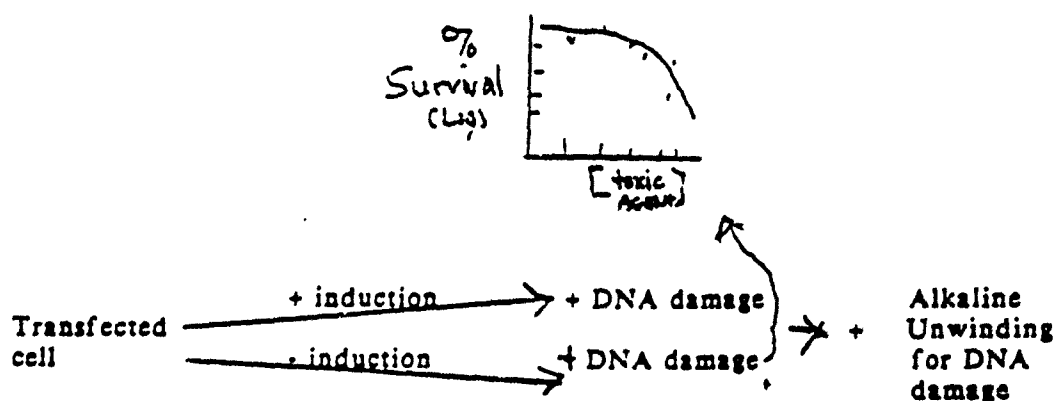 %
Survival
(Log)
[toxic
AGENT]
+ induction
+ DNA damage
Transfected
cell
- induction
+ DNA damage
+
Alkaline
Unwinding
for DNA
damage